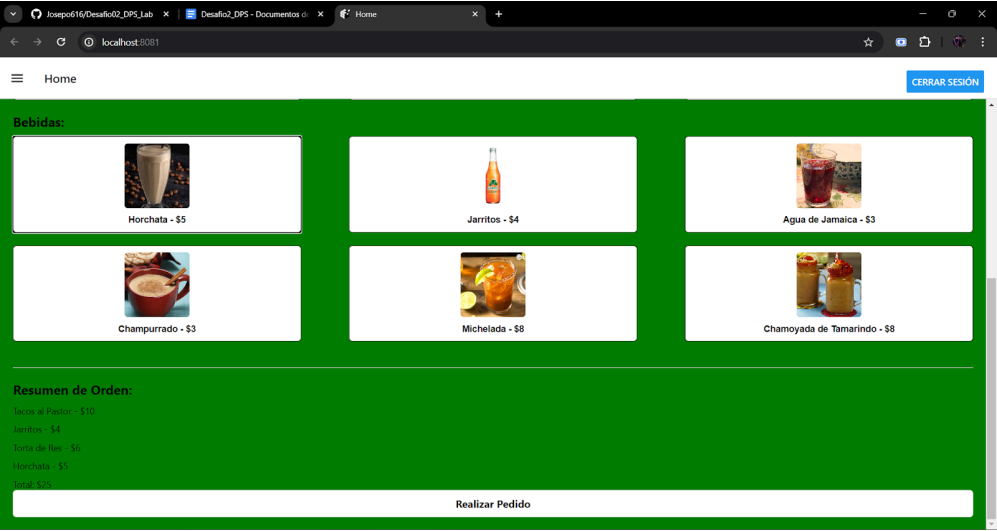 Josepo616/Desafio02_DPS_Lab
Desafio2_DPS - Documentos de
Home
localhost:8081
Home
CERRAR SESIÓN
Bebidas:
Horchata - $5
Jarritos - $4
Agua de Jamaica - $3
Champurrado - $3
Michelada - $8
Chamoyada de Tamarindo - $8
Resumen de Orden:
Tacos al Pastor - $10
Jarritos - $4
Torta de Res - $6
Horchata - $5
Total: $25
Realizar Pedido